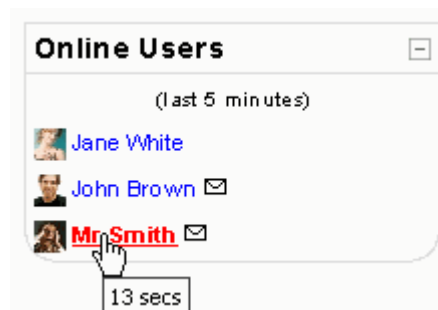 Online Users
(last 5 minutes)
Jane White
John Brown
Mr Smith
13 secs